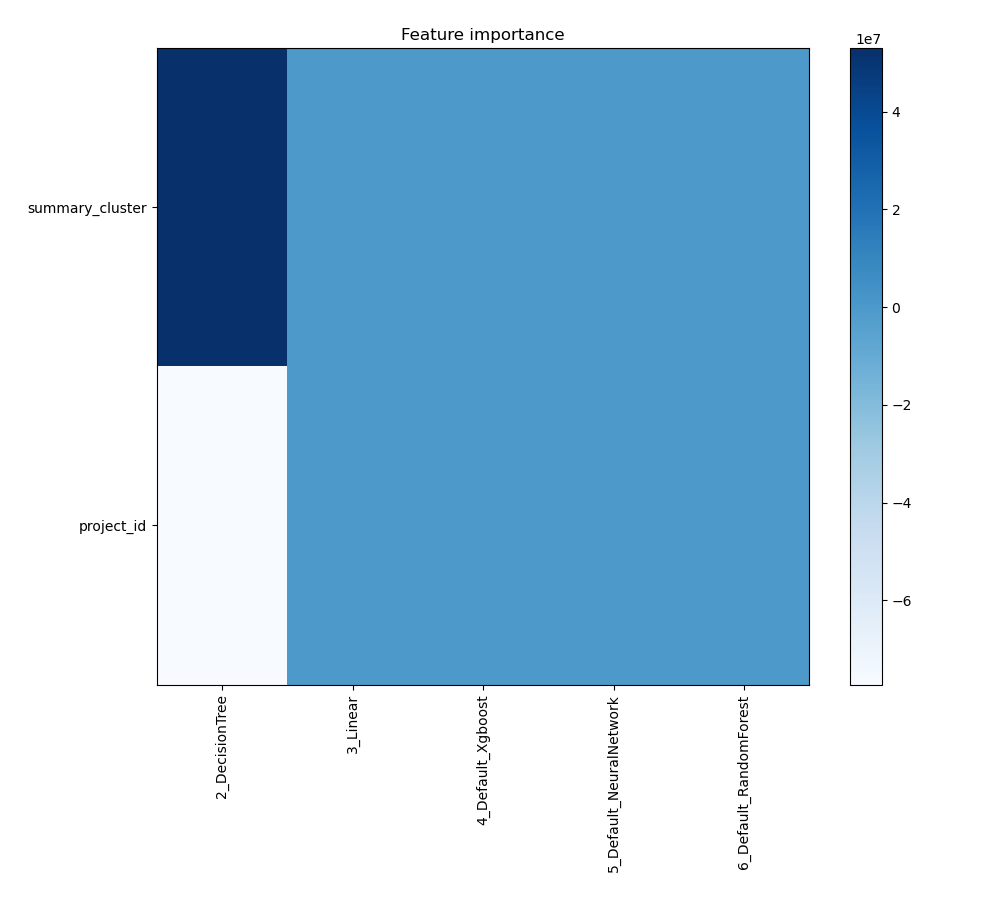 Feature importance
1e7
summary_cluster
project_id
4
2
0
−2
−4
−6
2_DecisionTree
3_Linear
4_Default_Xgboost
5_Default_NeuralNetwork
6_Default_RandomForest